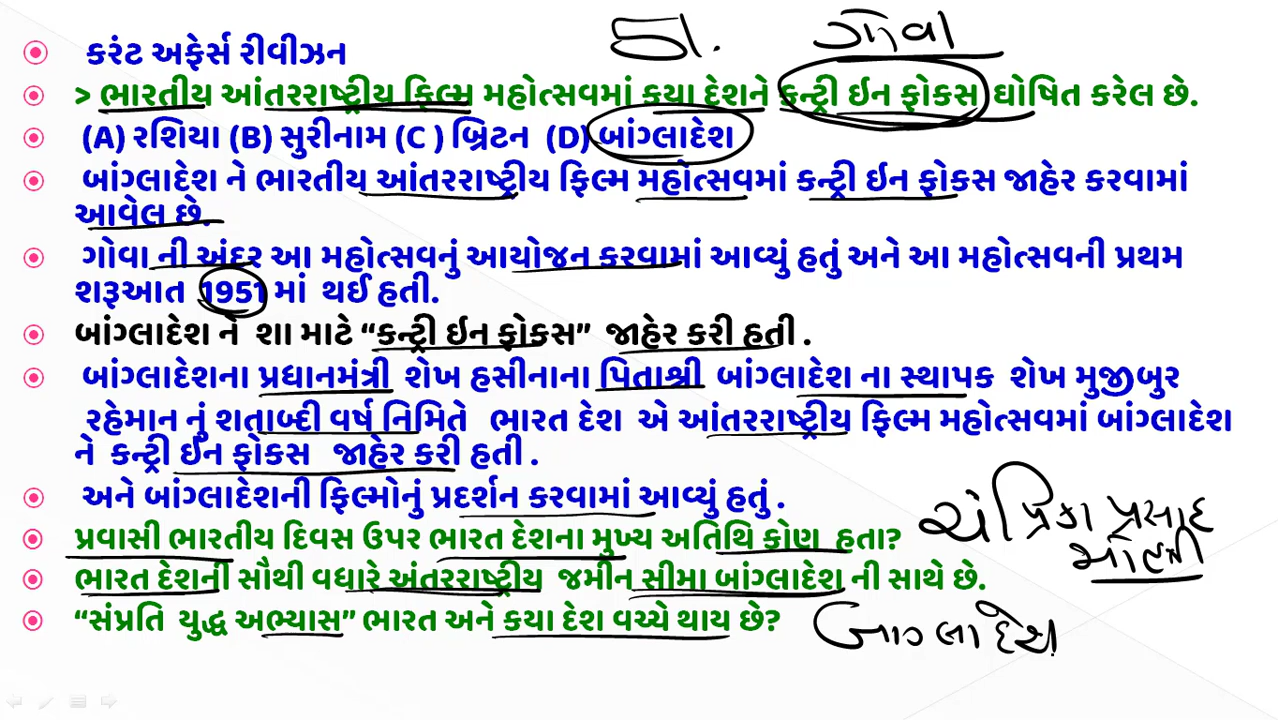 51. ગોવા
કરંટ અફેર્સ રીવીઝન
> ભારતીય આંતરરાષ્ટ્રીય ફિલ્મ મહોત્સવમાં કયા દેશને કન્ટ્રી ઇન ફોકસ ઘોષિત કરેલ છે.
(A) રશિયા (B) સુરીનામ (C ) બ્રિટન (D) બાંગ્લાદેશ
બાંગ્લાદેશ ને ભારતીય આંતરરાષ્ટ્રીય ફિલ્મ મહોત્સવમાં કન્ટ્રી ઇન ફોકસ જાહેર કરવામાં
આવેલ છે.
ગોવા ની અંદર આ મહોત્સવનું આયોજન કરવામાં આવ્યું હતું અને આ મહોત્સવની પ્રથમ
શરૂઆત 1951 માં થઈ હતી.
બાંગ્લાદેશ ને શા માટે “કન્ટ્રી ઇન ફોકસ” જાહેર કરી હતી .
બાંગ્લાદેશના પ્રધાનમંત્રી શેખ હસીનાના પિતાશ્રી બાંગ્લાદેશ ના સ્થાપક શેખ મુજીબુર
રહેમાન નું શતાબ્દી વર્ષ નિમિતે ભારત દેશ એ આંતરરાષ્ટ્રીય ફિલ્મ મહોત્સવમાં બાંગ્લાદેશ
ને કન્ટ્રી ઈન ફોકસ જાહેર કરી હતી .
અને બાંગ્લાદેશની ફિલ્મોનું પ્રદર્શન કરવામાં આવ્યું હતું .
પ્રવાસી ભારતીય દિવસ ઉપર ભારત દેશના મુખ્ય અતિથિ કોણ હતા? ચંદ્રિકા પ્રસાદ
ભારત દેશની સૌથી વધારે અંતરરાષ્ટ્રીય જમીન સીમા બાંગ્લાદેશ ની સાથે છે.
“સંપ્રતિ યુદ્ધ અભ્યાસ” ભારત અને કયા દેશ વચ્ચે થાય છે? બાંગ્લાદેશ